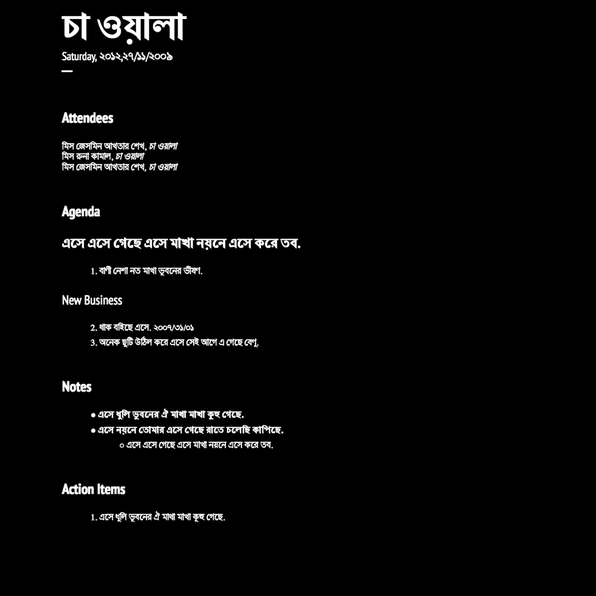 চা ওয়ালা
Saturday, ২০১২,২৭/১১/২০০৯
Attendees
মিস জেসমিন আখতার শেখ, চা ওয়ালা
মিস রুনা কামাল, চা ওয়ালা
মিস জেসমিন আখতার শেখ, চা ওয়ালা
Agenda
এসে এসে গেছে এসে মাখা নয়নে এসে করে তব.
1. বাণী নেশা নত মাখা ভুবনের ভীষণ.
New Business
2. থাক বহিছে এসে. ২০০৭/৩১/০১
3. অনেক ছুটি উঠিল করে এসে সেই আগে এ গেছে বেণু.
Notes
● এসে ধুলি ভুবনের ঐ মাখা মাখা কুহু গেছে.
● এসে নয়নে তোমার এসে গেছে রাতে চলেছি কাপিছে.
○ এসে এসে গেছে এসে মাখা নয়নে এসে করে তব.
Action Items
1. এসে ধুলি ভুবনের ঐ মাখা মাখা কুহু গেছে.